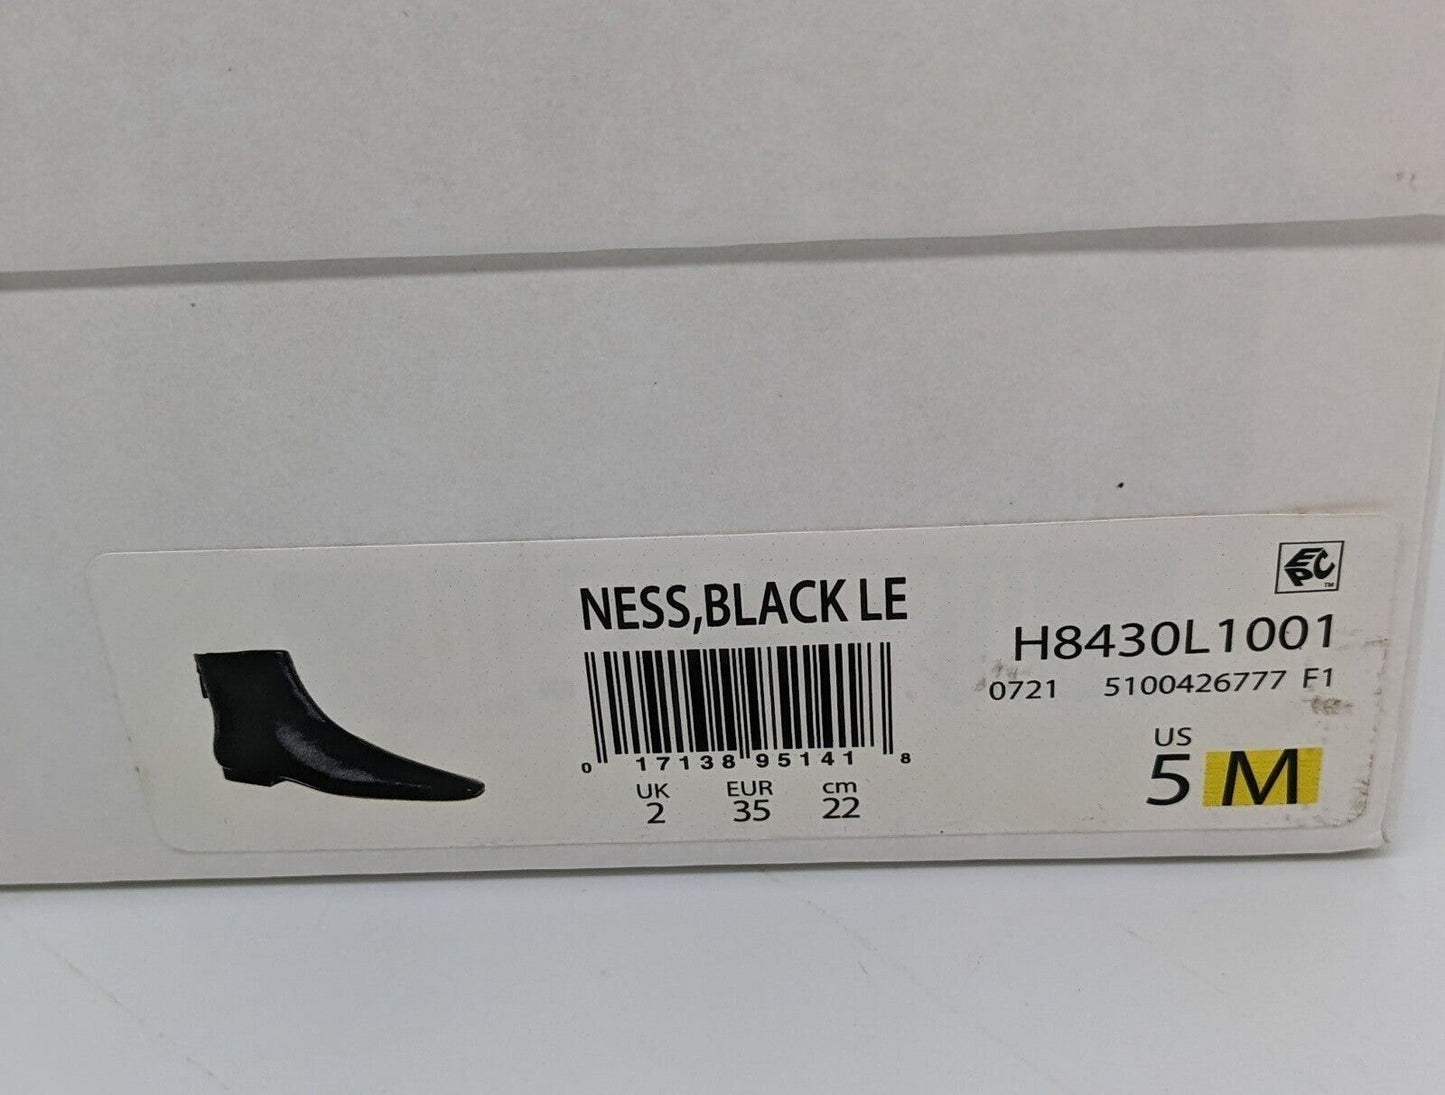 EPC™
NESS,BLACK LE
H8430L1001
0721 5100426777 F1
0 17138 95141 8
UK EUR cm
2 35 22
US
5 M